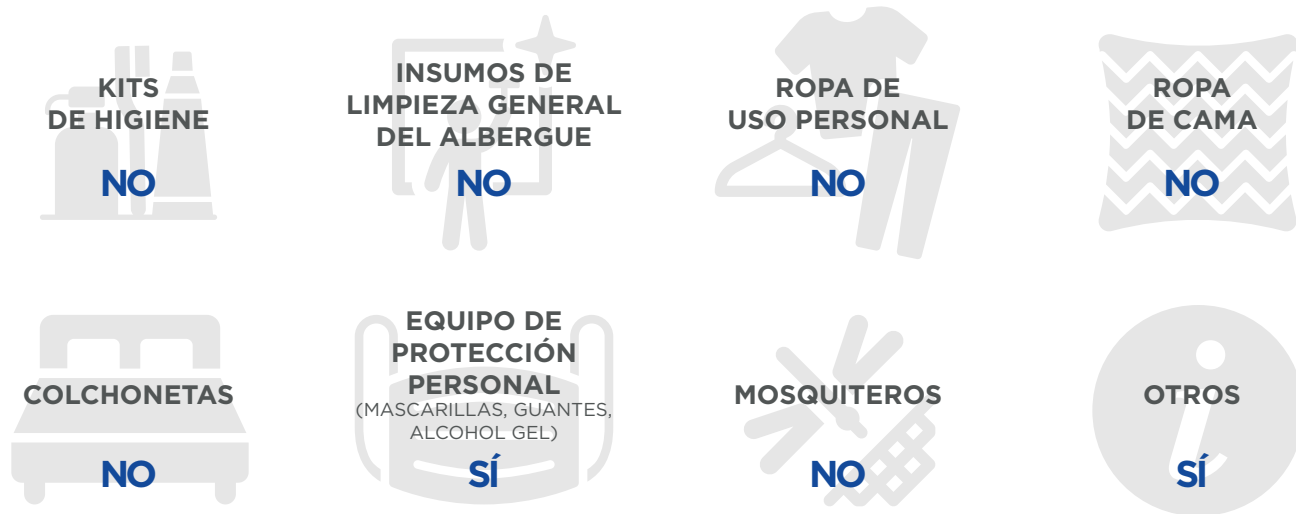 KITS
DE HIGIENE
NO
INSUMOS DE
LIMPIEZA GENERAL
DEL ALBERGUE
NO
ROPA DE
USO PERSONAL
NO
ROPA
DE CAMA
NO
COLCHONETAS
NO
EQUIPO DE
PROTECCIÓN
PERSONAL
(MASCARILLAS, GUANTES,
ALCOHOL GEL)
SÍ
MOSQUITEROS
NO
OTROS
SÍ